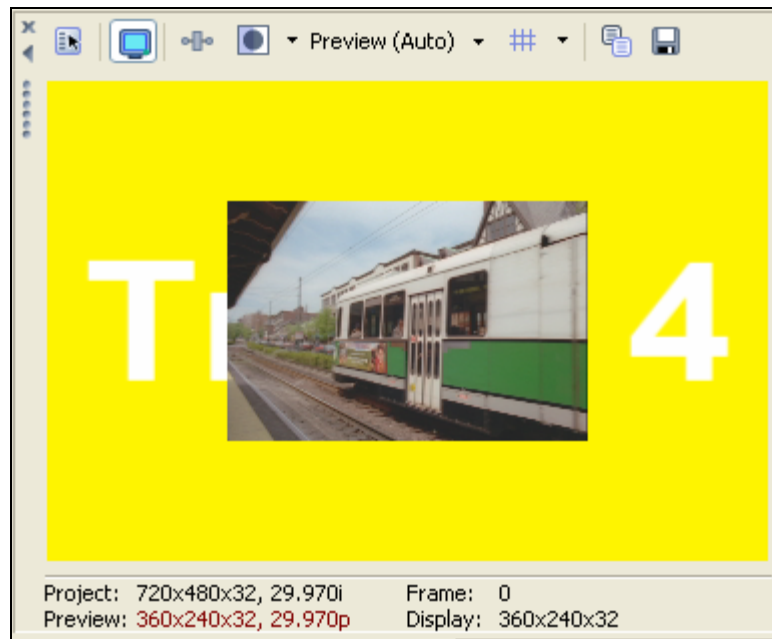 Preview (Auto)
T 4
Project: 720x480x32, 29.970i Frame: 0
Preview: 360x240x32, 29.970p Display: 360x240x32